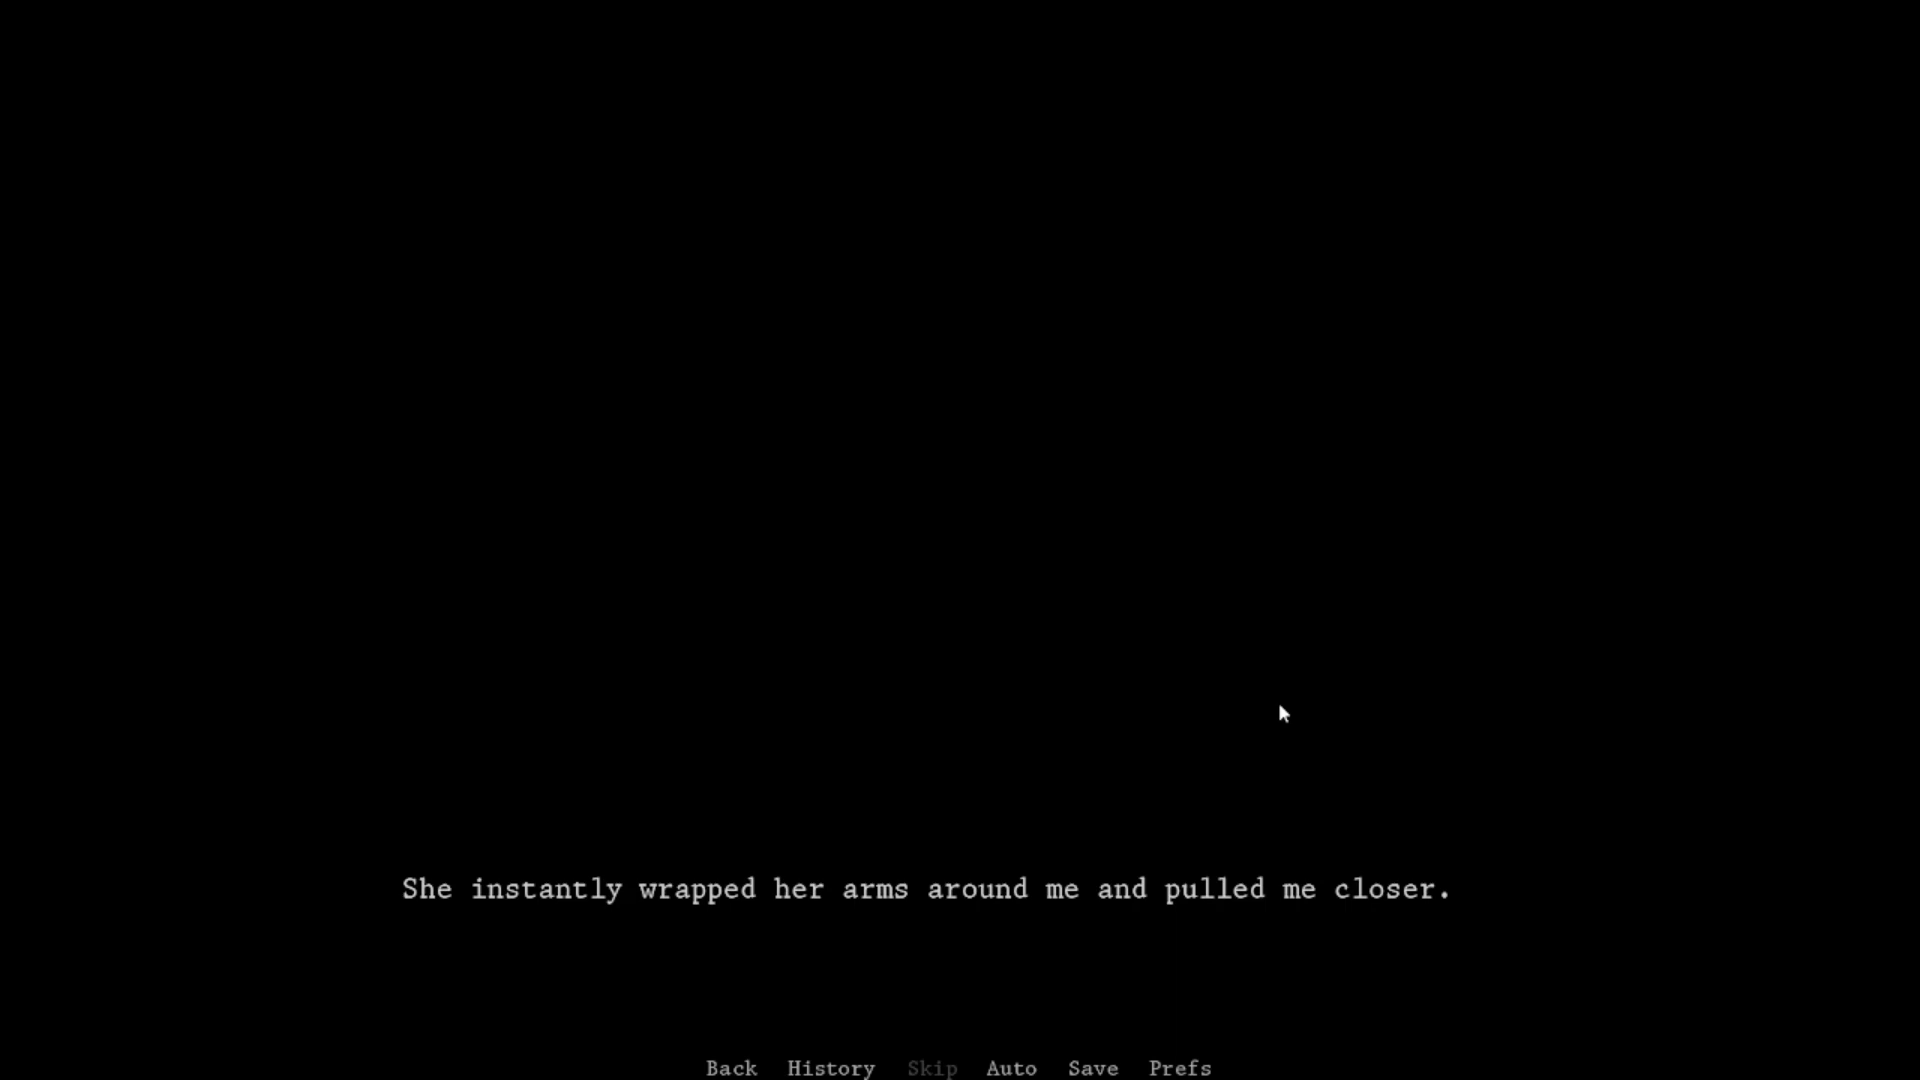 She instantly wrapped her arms around me and pulled me closer.
Back History Skip Auto Save Prefs